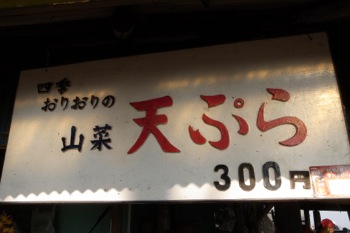 四季
おりおりの
山菜 天ぷら
300円